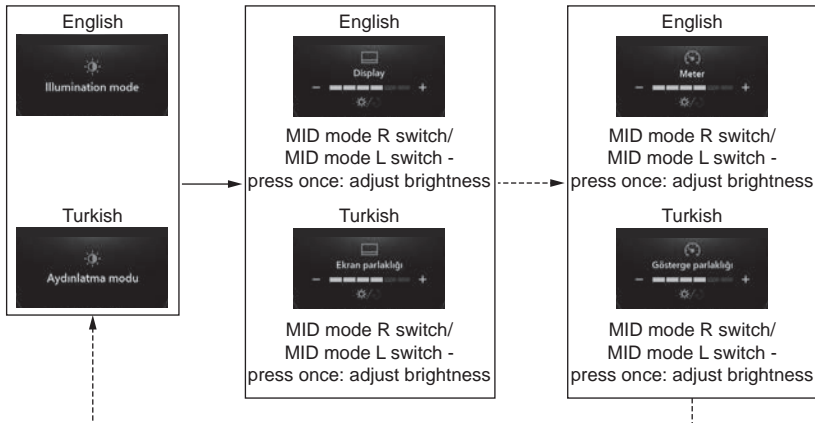 English
Illumination mode
Turkish
Aydınlatma modu
English
Display
− +
MID mode R switch/
MID mode L switch -
press once: adjust brightness
Turkish
Ekran parlaklığı
− +
MID mode R switch/
MID mode L switch -
press once: adjust brightness
English
Meter
− +
MID mode R switch/
MID mode L switch -
press once: adjust brightness
Turkish
Gösterge parlaklığı
− +
MID mode R switch/
MID mode L switch -
press once: adjust brightness